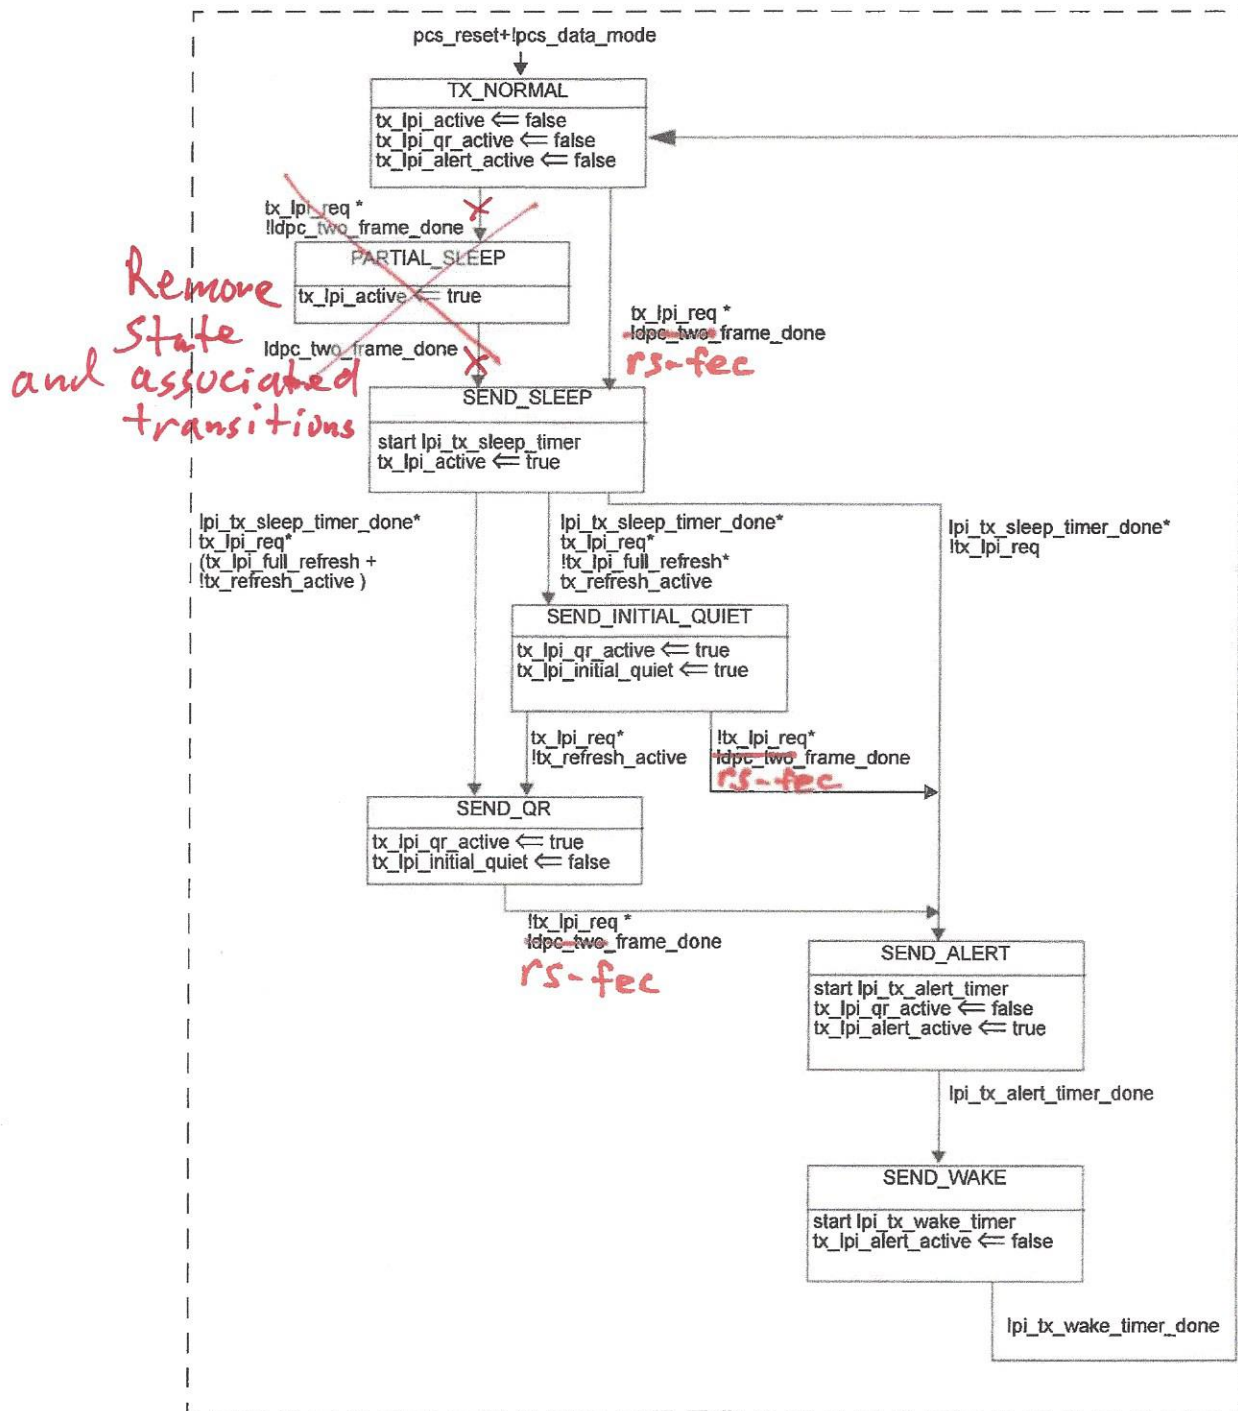 pcs_reset+!pcs_data_mode
TX_NORMAL
tx_lpi_active ⇐ false
tx_lpi_qr_active ⇐ false
tx_lpi_alert_active ⇐ false
tx_lpi_req *
!ldpc_two_frame_done
PARTIAL_SLEEP
tx_lpi_active ⇐ true
ldpc_two_frame_done
Remove
state
and associated
transitions
tx_lpi_req *
ldpc_two_frame_done
rs-fec
SEND_SLEEP
start lpi_tx_sleep_timer
tx_lpi_active ⇐ true
lpi_tx_sleep_timer_done*
tx_lpi_req*
(tx_lpi_full_refresh +
!tx_refresh_active )
lpi_tx_sleep_timer_done*
tx_lpi_req*
!tx_lpi_full_refresh*
tx_refresh_active
lpi_tx_sleep_timer_done*
!tx_lpi_req
SEND_INITIAL_QUIET
tx_lpi_qr_active ⇐ true
tx_lpi_initial_quiet ⇐ true
tx_lpi_req*
!tx_refresh_active
!tx_lpi_req*
ldpc_two_frame_done
rs-fec
SEND_QR
tx_lpi_qr_active ⇐ true
tx_lpi_initial_quiet ⇐ false
!tx_lpi_req *
ldpc_two_frame_done
rs-fec
SEND_ALERT
start lpi_tx_alert_timer
tx_lpi_qr_active ⇐ false
tx_lpi_alert_active ⇐ true
lpi_tx_alert_timer_done
SEND_WAKE
start lpi_tx_wake_timer
tx_lpi_alert_active ⇐ false
lpi_tx_wake_timer_done